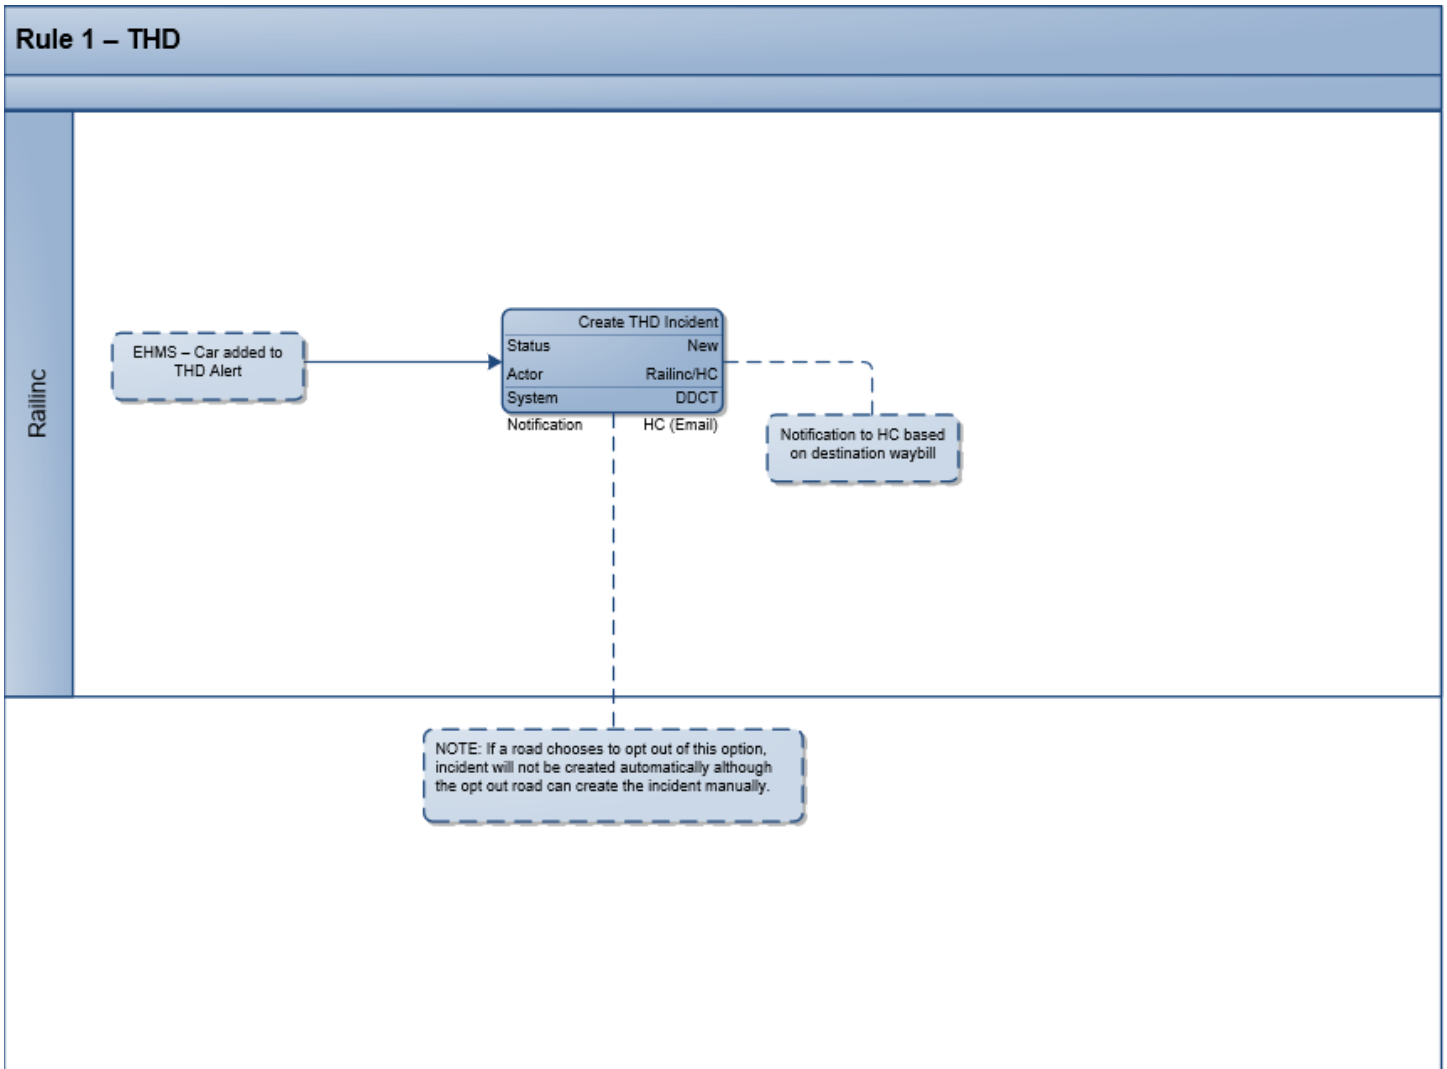 Rule 1 – THD
Railinc
EHMS – Car added to
THD Alert
Create THD Incident
Status New
Actor Railinc/HC
System DDCT
Notification HC (Email)
Notification to HC based
on destination waybill
NOTE: If a road chooses to opt out of this option,
incident will not be created automatically although
the opt out road can create the incident manually.